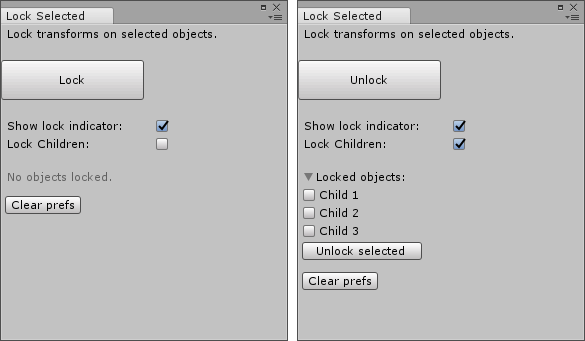 Lock Selected
Lock transforms on selected objects.
Lock
Show lock indicator:
Lock Children:
No objects locked.
Clear prefs
Lock Selected
Lock transforms on selected objects.
Unlock
Show lock indicator:
Lock Children:
Locked objects:
Child 1
Child 2
Child 3
Unlock selected
Clear prefs